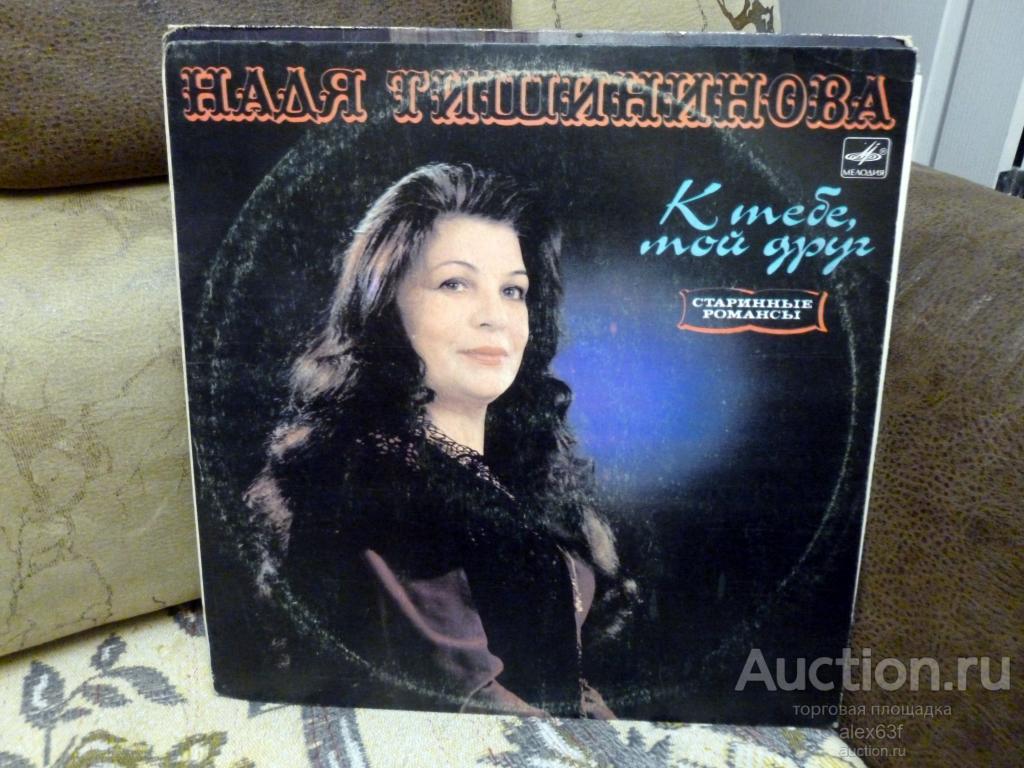 НАДЯ ТИШИНИНОВА
МЕЛОДИЯ
К тебе,
мой друг
СТАРИННЫЕ
РОМАНСЫ
Auction.ru
торговая площадка
alex63f
auction.ru